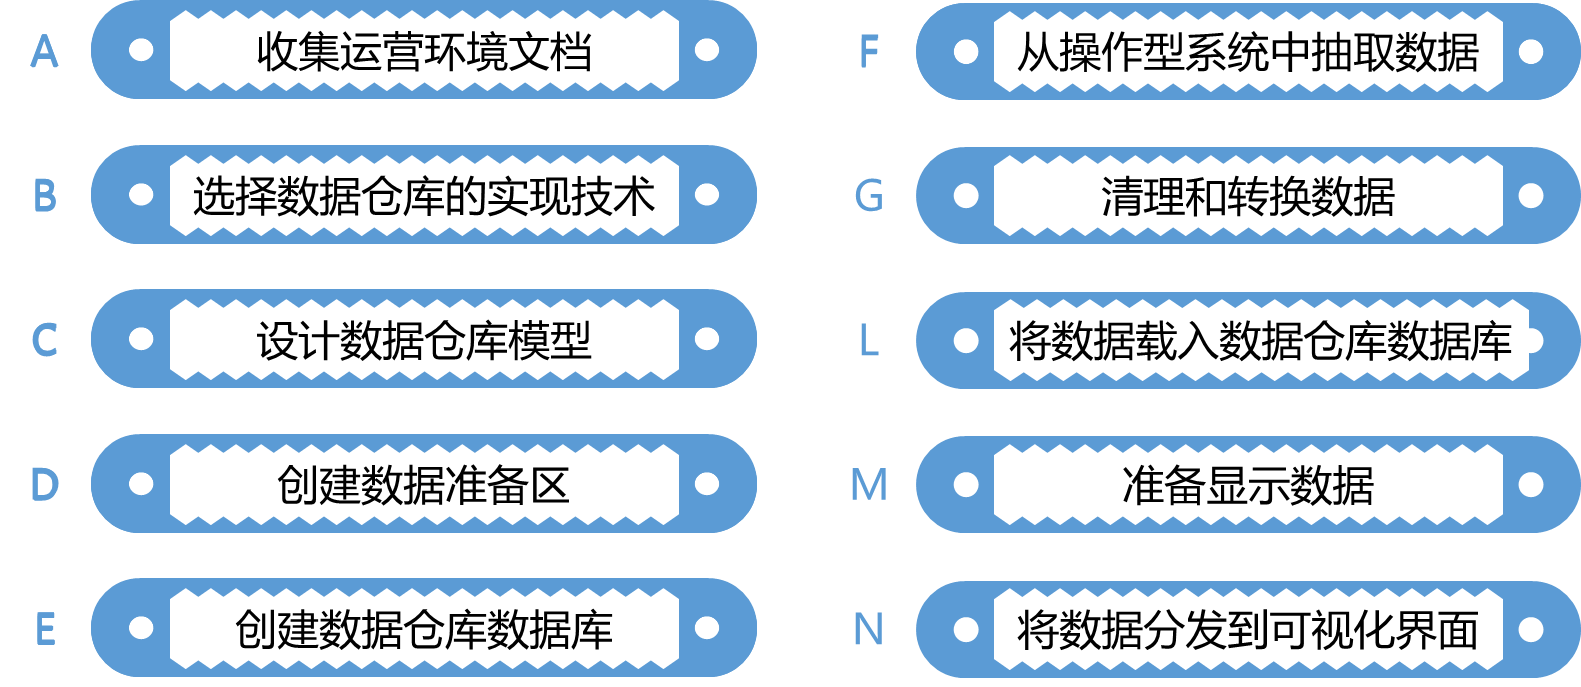 A 收集运营环境文档
B 选择数据仓库的实现技术
C 设计数据仓库模型
D 创建数据准备区
E 创建数据仓库数据库
F 从操作型系统中抽取数据
G 清理和转换数据
L 将数据载入数据仓库数据库
M 准备显示数据
N 将数据分发到可视化界面